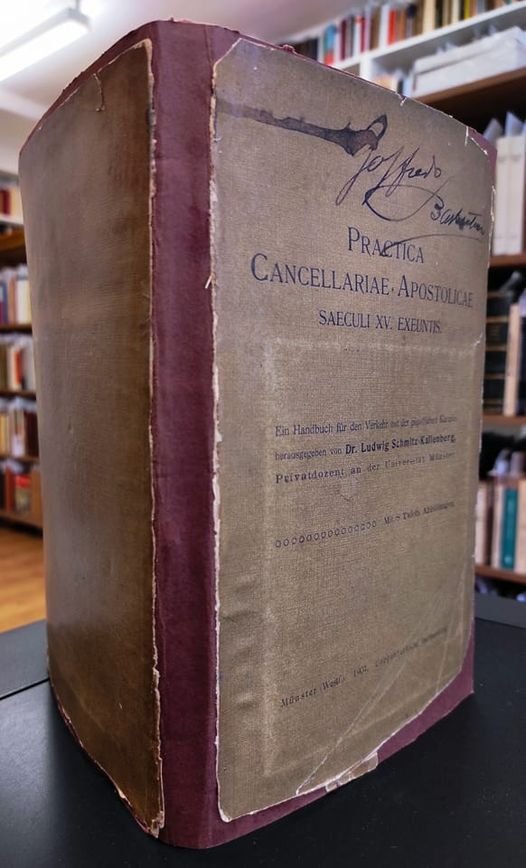 Joffredo
PRACTICA
CANCELLARIAE APOSTOLICAE
SAECULI XV. EXEUNTIS.
Ein Handbuch für den Verkehr mit der päpstlichen Kanzlei
herausgegeben von Dr. Ludwig Schmitz-Kallenberg,
Privatdozent an der Universität Münster
Mit Tafeln Abbildungen
Münster (Westf.) 1904,